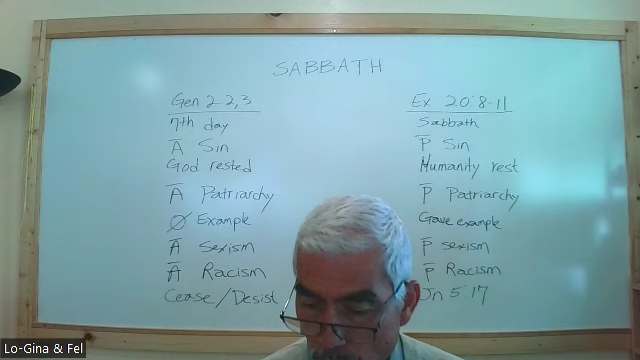 SABBATH
Gen 2:2,3
7th day
Ā Sin
God rested
Ā Patriarchy
Ø Example
Ā Sexism
Ā Racism
Cease/Desist
Ex 20:8-11
Sabbath
P̄ Sin
Humanity rest
P̄ Patriarchy
Gave example
P̄ sexism
P̄ Racism
Jn 5:17
Lo-Gina & Fel